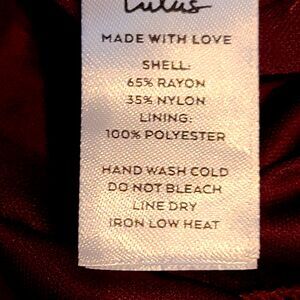 Lulus
MADE WITH LOVE
SHELL:
65% RAYON
35% NYLON
LINING:
100% POLYESTER
HAND WASH COLD
DO NOT BLEACH
LINE DRY
IRON LOW HEAT